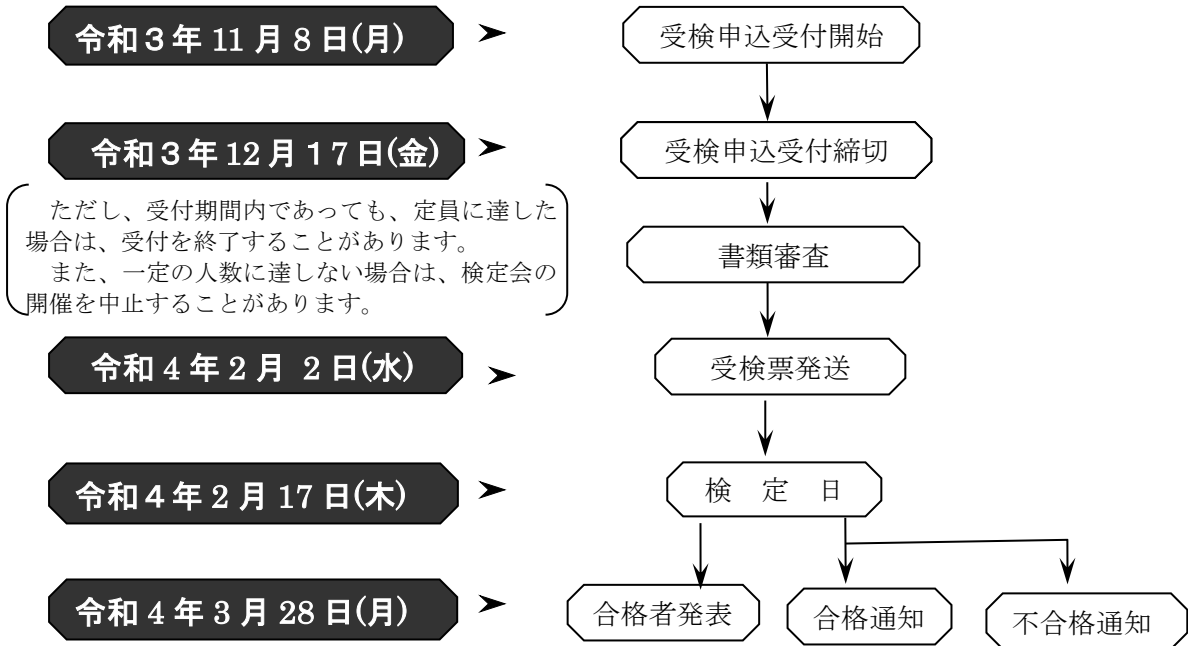 令和３年 11 月 8 日(月)
受検申込受付開始
令和３年 12 月１７日(金)
受検申込受付締切
ただし、受付期間内であっても、定員に達した
場合は、受付を終了することがあります。
また、一定の人数に達しない場合は、検定会の
開催を中止することがあります。
書類審査
令和 4 年 2 月 2 日(水)
受検票発送
令和４年 2 月 17 日(木)
検　定　日
令和 4 年 3 月 28 日(月)
合格者発表
合格通知
不合格通知